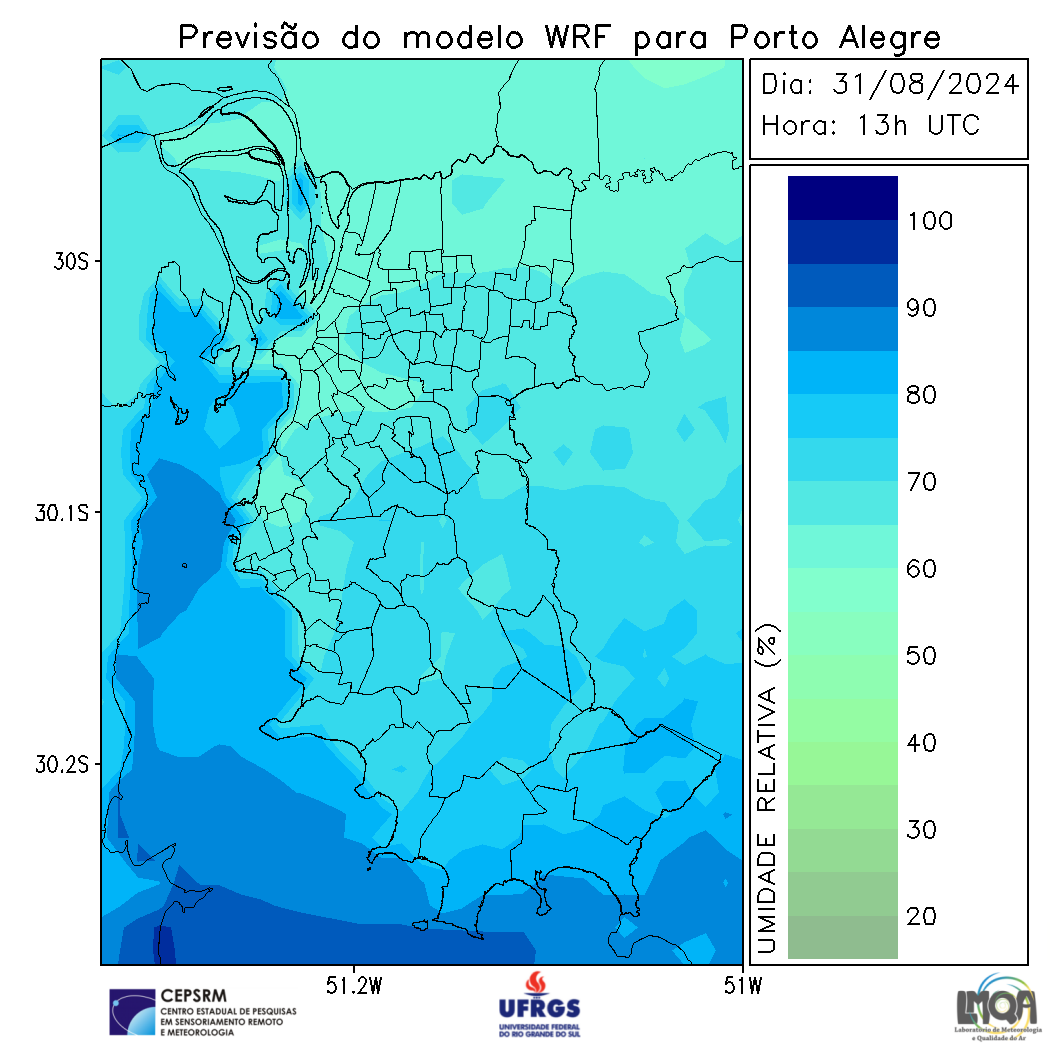 Previsão do modelo WRF para Porto Alegre
Dia: 31/08/2024
Hora: 13h UTC
30S
30.1S
30.2S
51.2W
51W
UMIDADE RELATIVA (%)
100
90
80
70
60
50
40
30
20
CEPSRM
CENTRO ESTADUAL DE PESQUISAS
EM SENSORIAMENTO REMOTO
E METEOROLOGIA
UFRGS
UNIVERSIDADE FEDERAL
DO RIO GRANDE DO SUL
LMQA
Laboratório de Meteorologia
e Qualidade do Ar